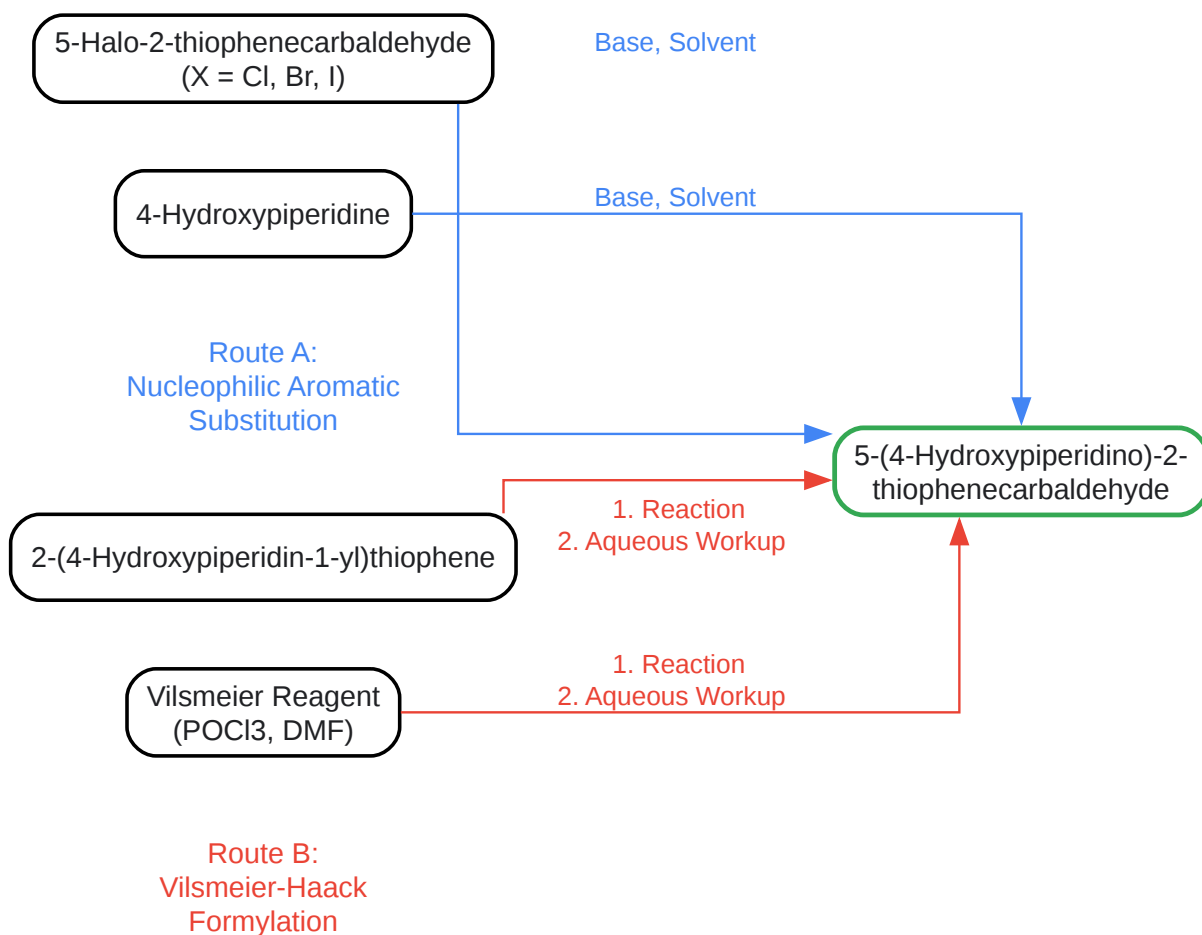 5-Halo-2-thiophenecarbaldehyde
(X = Cl, Br, I)
Base, Solvent
4-Hydroxypiperidine
Base, Solvent
Route A:
Nucleophilic Aromatic
Substitution
5-(4-Hydroxypiperidino)-2-
thiophenecarbaldehyde
1. Reaction
2. Aqueous Workup
2-(4-Hydroxypiperidin-1-yl)thiophene
1. Reaction
2. Aqueous Workup
Vilsmeier Reagent
(POCl3, DMF)
Route B:
Vilsmeier-Haack
Formylation